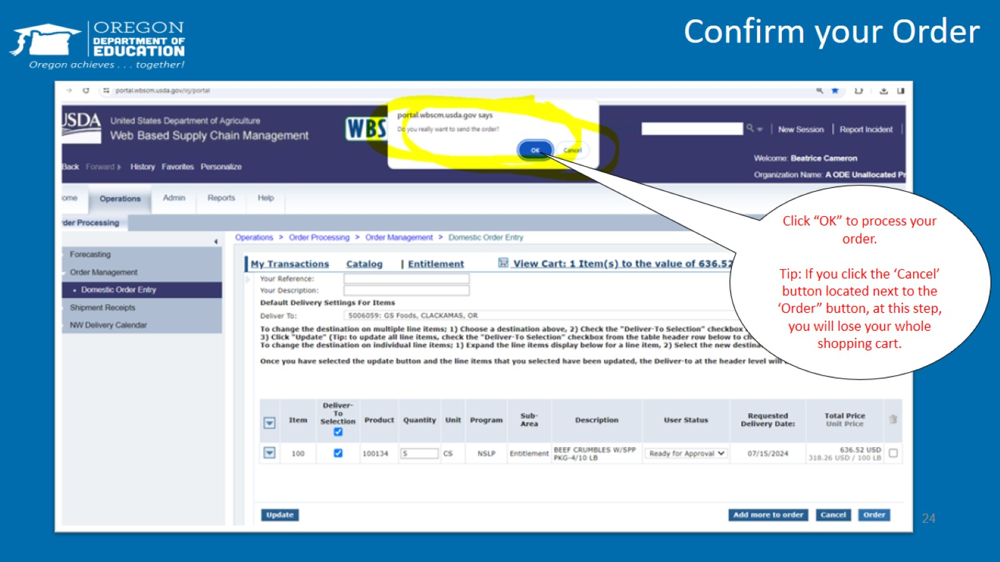 OREGON
DEPARTMENT OF
EDUCATION
Oregon achieves . . . together!
Confirm your Order
portal.wbscm.usda.gov/irj/portal
USDA
United States Department of Agriculture
Web Based Supply Chain Management
WBS
portal.wbscm.usda.gov says
Do you really want to send the order?
OK
Cancel
New Session
Report Incident
Welcome: Beatrice Cameron
Organization Name: A ODE Unallocated Pr
Back Forward History Favorites Personalize
ome Operations Admin Reports Help
der Processing
Operations > Order Processing > Order Management > Domestic Order Entry
Forecasting
Order Management
• Domestic Order Entry
Shipment Receipts
NW Delivery Calendar
My Transactions Catalog | Entitlement View Cart: 1 Item(s) to the value of 636.52
Your Reference:
Your Description:
Default Delivery Settings For Items
Deliver To: 5006059: GS Foods, CLACKAMAS, OR
To change the destination on multiple line items; 1) Choose a destination above, 2) Check the "Deliver-To Selection" checkbox
3) Click "Update" (Tip: to update all line items, check the "Deliver-To Selection" checkbox from the table header row below to ch
To change the destination on individual line items; 1) Expand the line items display below for a line item, 2) Select the new destina
Once you have selected the update button and the line items that you selected have been updated, the Deliver-to at the header level wil
Click “OK” to process your
order.
Tip: If you click the ‘Cancel’
button located next to the
‘Order” button, at this step,
you will lose your whole
shopping cart.
Item
Deliver-
To
Selection
Product
Quantity
Unit
Program
Sub-
Area
Description
User Status
Requested
Delivery Date:
Total Price
Unit Price
100
100134
5
CS
NSLP
Entitlement
BEEF CRUMBLES W/SPP
PKG-4/10 LB
Ready for Approval
07/15/2024
636.52 USD
318.26 USD / 100 LB
Update
Add more to order
Cancel
Order
24